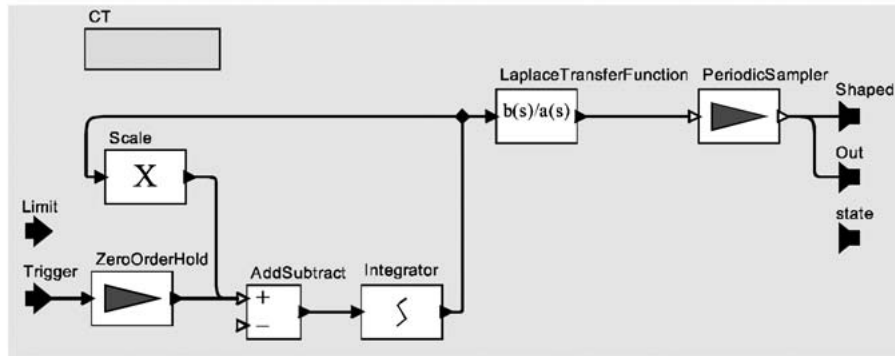 CT
LaplaceTransferFunction
PeriodicSampler
Shaped
b(s)/a(s)
Scale
X
Out
Limit
state
Trigger
ZeroOrderHold
AddSubtract
Integrator
+
−